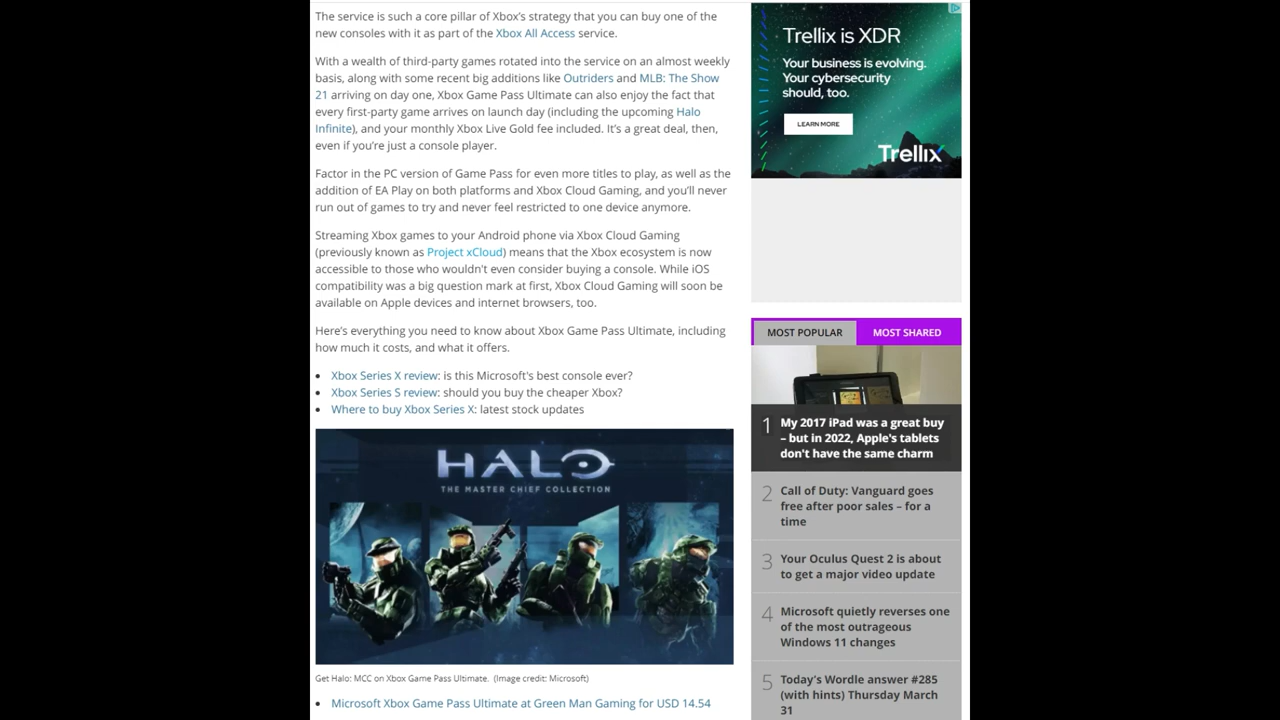 The service is such a core pillar of Xbox's strategy that you can buy one of the
new consoles with it as part of the Xbox All Access service.
With a wealth of third-party games rotated into the service on an almost weekly
basis, along with some recent big additions like Outriders and MLB: The Show
21 arriving on day one, Xbox Game Pass Ultimate can also enjoy the fact that
every first-party game arrives on launch day (including the upcoming Halo
Infinite), and your monthly Xbox Live Gold fee included. It's a great deal, then,
even if you're just a console player.
Factor in the PC version of Game Pass for even more titles to play, as well as the
addition of EA Play on both platforms and Xbox Cloud Gaming, and you'll never
run out of games to try and never feel restricted to one device anymore.
Streaming Xbox games to your Android phone via Xbox Cloud Gaming
(previously known as Project xCloud) means that the Xbox ecosystem is now
accessible to those who wouldn't even consider buying a console. While iOS
compatibility was a big question mark at first, Xbox Cloud Gaming will soon be
available on Apple devices and internet browsers, too.
Here's everything you need to know about Xbox Game Pass Ultimate, including
how much it costs, and what it offers.
• Xbox Series X review: is this Microsoft's best console ever?
• Xbox Series S review: should you buy the cheaper Xbox?
• Where to buy Xbox Series X: latest stock updates
HALO
THE MASTER CHIEF COLLECTION
Get Halo: MCC on Xbox Game Pass Ultimate. (Image credit: Microsoft)
• Microsoft Xbox Game Pass Ultimate at Green Man Gaming for USD 14.54
Trellix is XDR
Your business is evolving.
Your cybersecurity
should, too.
LEARN MORE
Trellix
MOST POPULAR
MOST SHARED
1 My 2017 iPad was a great buy
– but in 2022, Apple's tablets
don't have the same charm
2 Call of Duty: Vanguard goes
free after poor sales – for a
time
3 Your Oculus Quest 2 is about
to get a major video update
4 Microsoft quietly reverses one
of the most outrageous
Windows 11 changes
5 Today's Wordle answer #285
(with hints) Thursday March
31